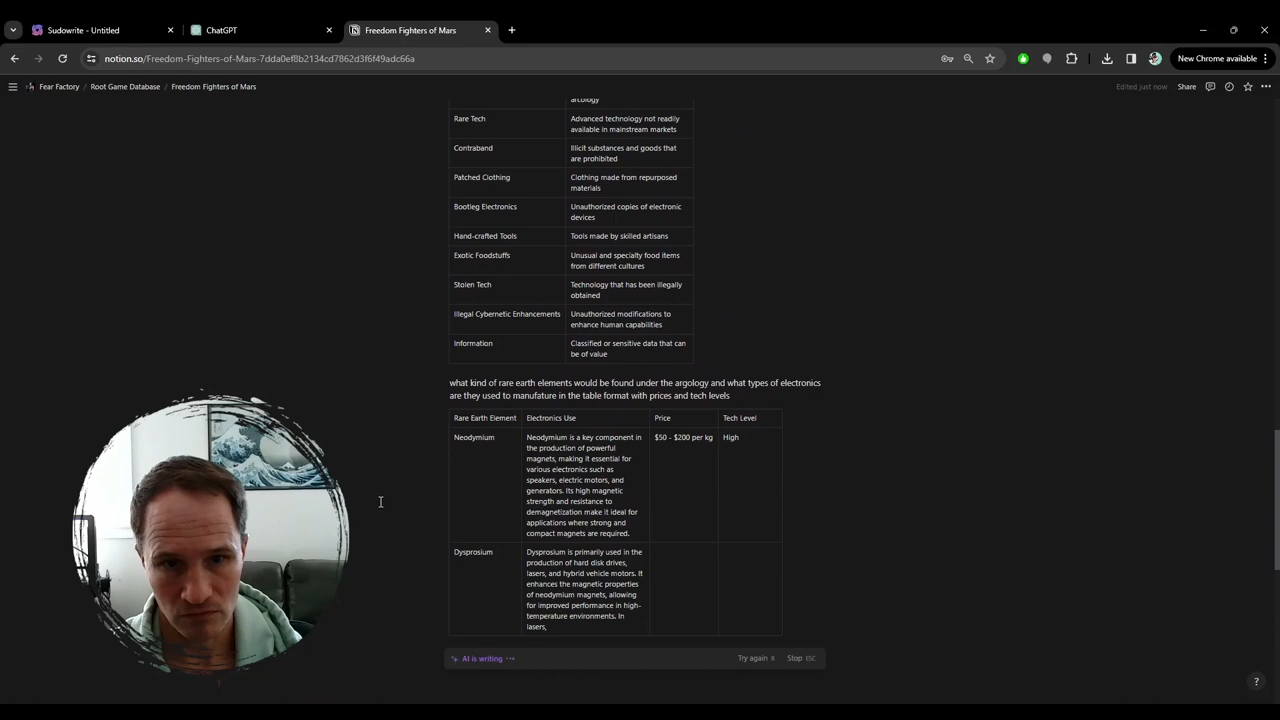 Sudowrite - Untitled
ChatGPT
Freedom Fighters of Mars
notion.so/Freedom-Fighters-of-Mars-7dda0ef8b2134cd7862d3f6f49adc66a
New Chrome available
Fear Factory / Root Game Database / Freedom Fighters of Mars
Edited just now
Share
arcology
Rare Tech
Advanced technology not readily
available in mainstream markets
Contraband
Illicit substances and goods that
are prohibited
Patched Clothing
Clothing made from repurposed
materials
Bootleg Electronics
Unauthorized copies of electronic
devices
Hand-crafted Tools
Tools made by skilled artisans
Exotic Foodstuffs
Unusual and specialty food items
from different cultures
Stolen Tech
Technology that has been illegally
obtained
Illegal Cybernetic Enhancements
Unauthorized modifications to
enhance human capabilities
Information
Classified or sensitive data that can
be of value
what kind of rare earth elements would be found under the argology and what types of electronics
are they used to manufature in the table format with prices and tech levels
Rare Earth Element
Electronics Use
Price
Tech Level
Neodymium
Neodymium is a key component in
the production of powerful
magnets, making it essential for
various electronics such as
speakers, electric motors, and
generators. Its high magnetic
strength and resistance to
demagnetization make it ideal for
applications where strong and
compact magnets are required.
$50 - $200 per kg
High
Dysprosium
Dysprosium is primarily used in the
production of hard disk drives,
lasers, and hybrid vehicle motors. It
enhances the magnetic properties
of neodymium magnets, allowing
for improved performance in high-
temperature environments. In
lasers,
AI is writing
Try again R
Stop ESC
?